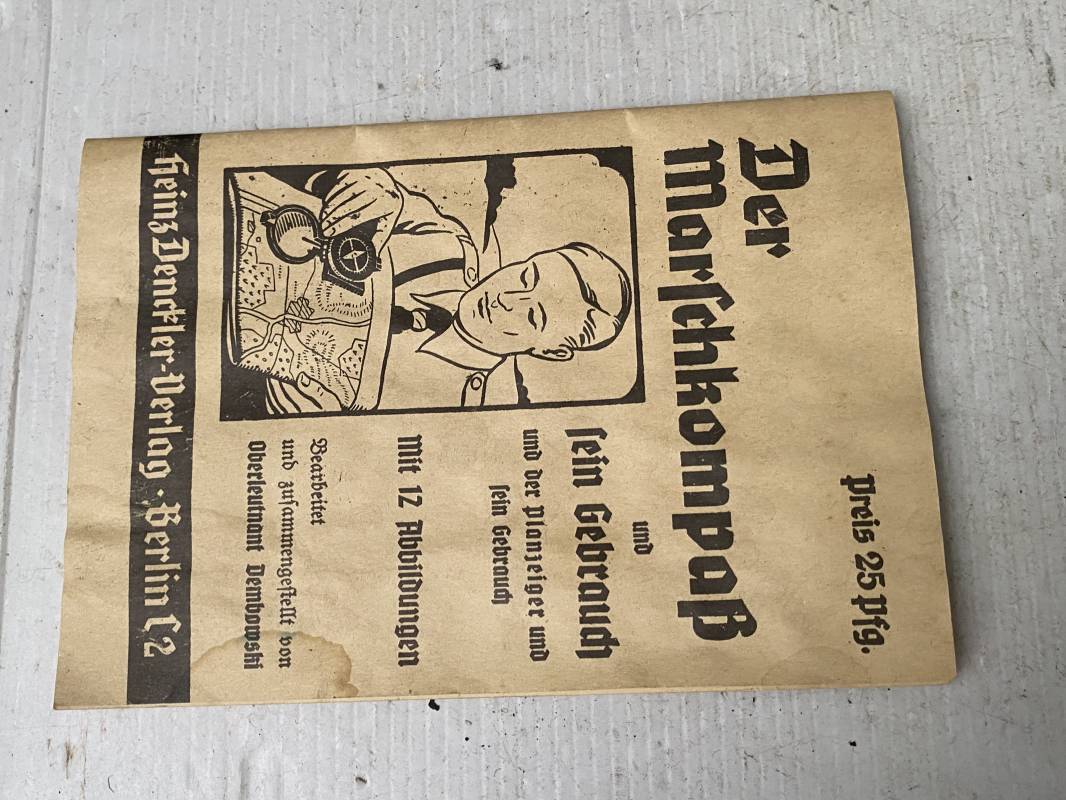 Preis 25 Pfg.
Der
Marschkompaß
und
sein Gebrauch
und der Planzeiger und
sein Gebrauch
Mit 12 Abbildungen
Bearbeitet
und zusammengestellt von
Oberleutnant Dembowski
Heinz Denckler-Verlag · Berlin C2